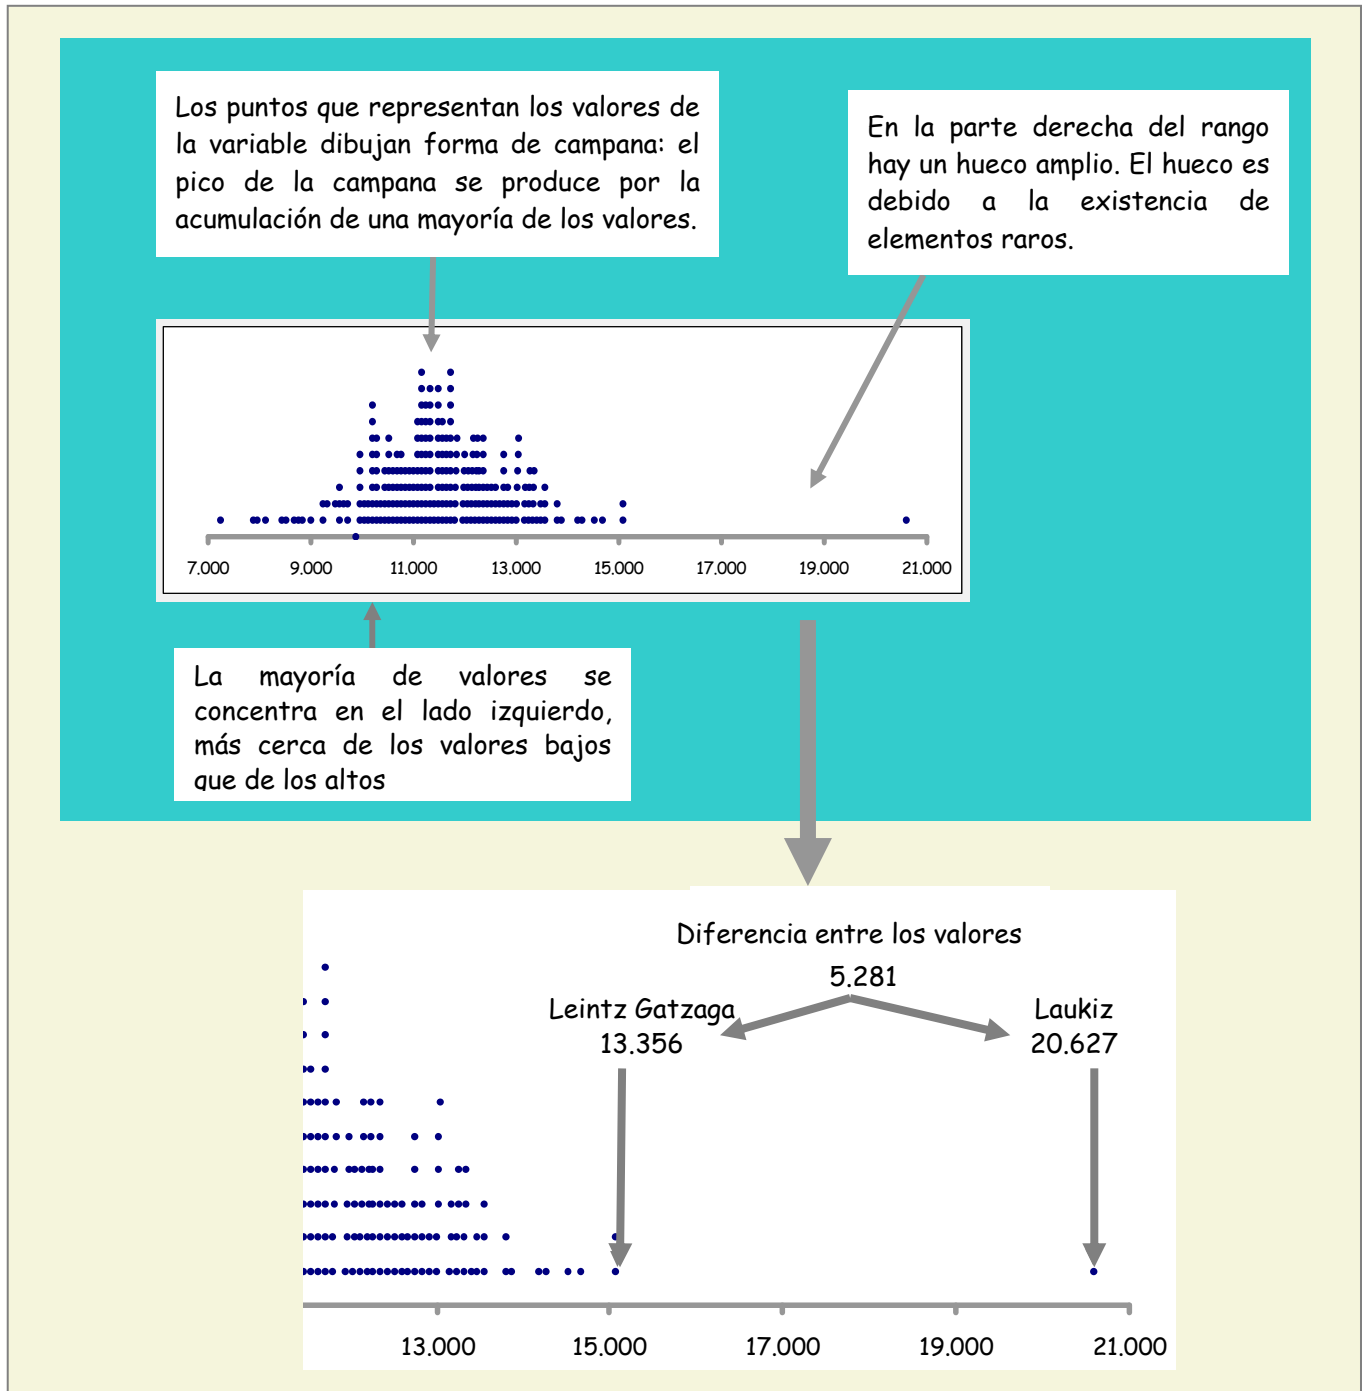 Los puntos que representan los valores de
la variable dibujan forma de campana: el
pico de la campana se produce por la
acumulación de una mayoría de los valores.
En la parte derecha del rango
hay un hueco amplio. El hueco es
debido a la existencia de
elementos raros.
7.000 9.000 11.000 13.000 15.000 17.000 19.000 21.000
La mayoría de valores se
concentra en el lado izquierdo,
más cerca de los valores bajos
que de los altos
Diferencia entre los valores
5.281
Leintz Gatzaga Laukiz
13.356 20.627
13.000 15.000 17.000 19.000 21.000